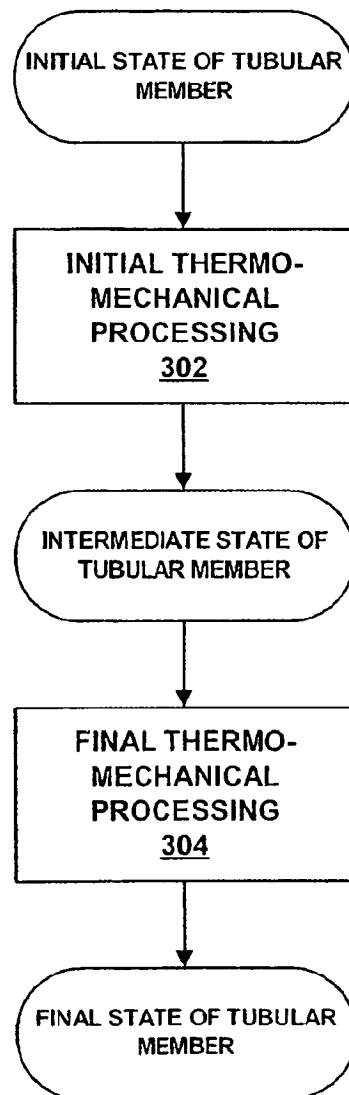 INITIAL STATE OF TUBULAR
MEMBER
INITIAL THERMO-
MECHANICAL
PROCESSING
302
INTERMEDIATE STATE OF
TUBULAR MEMBER
FINAL THERMO-
MECHANICAL
PROCESSING
304
FINAL STATE OF TUBULAR
MEMBER